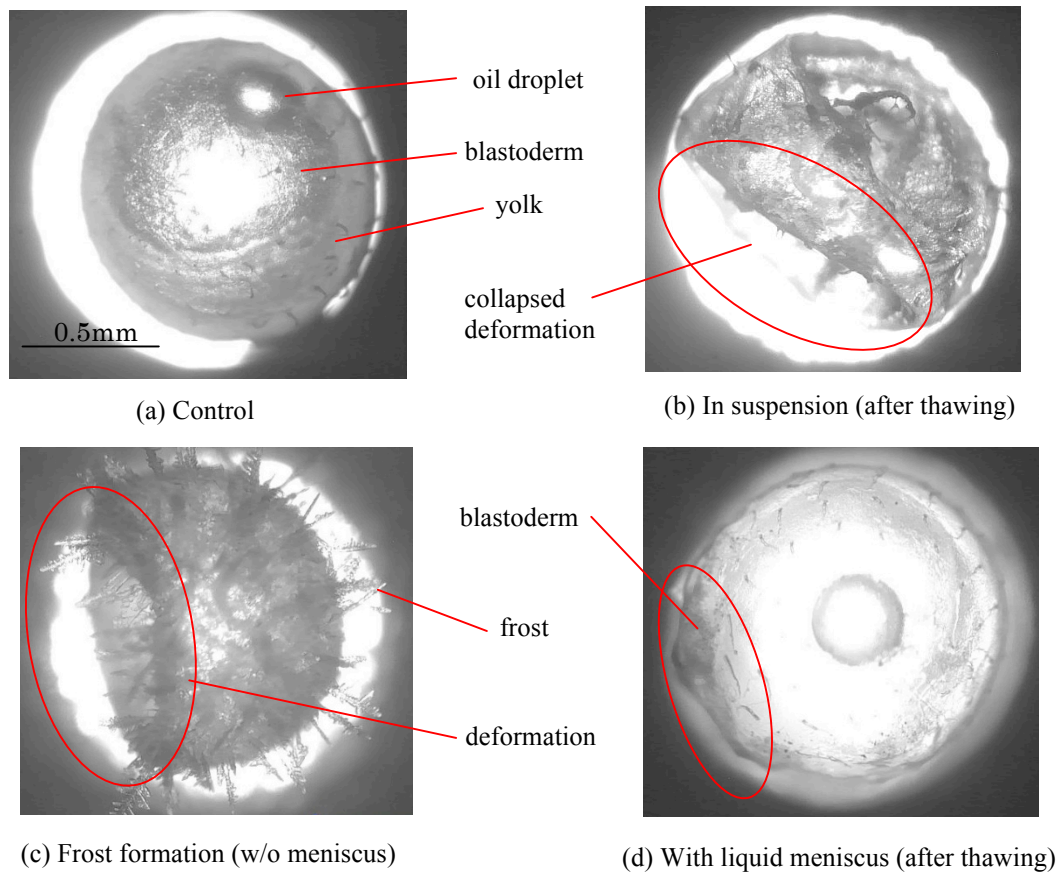 oil droplet
blastoderm
yolk
collapsed
deformation
0.5mm
(a) Control
(b) In suspension (after thawing)
blastoderm
frost
deformation
(c) Frost formation (w/o meniscus)
(d) With liquid meniscus (after thawing)